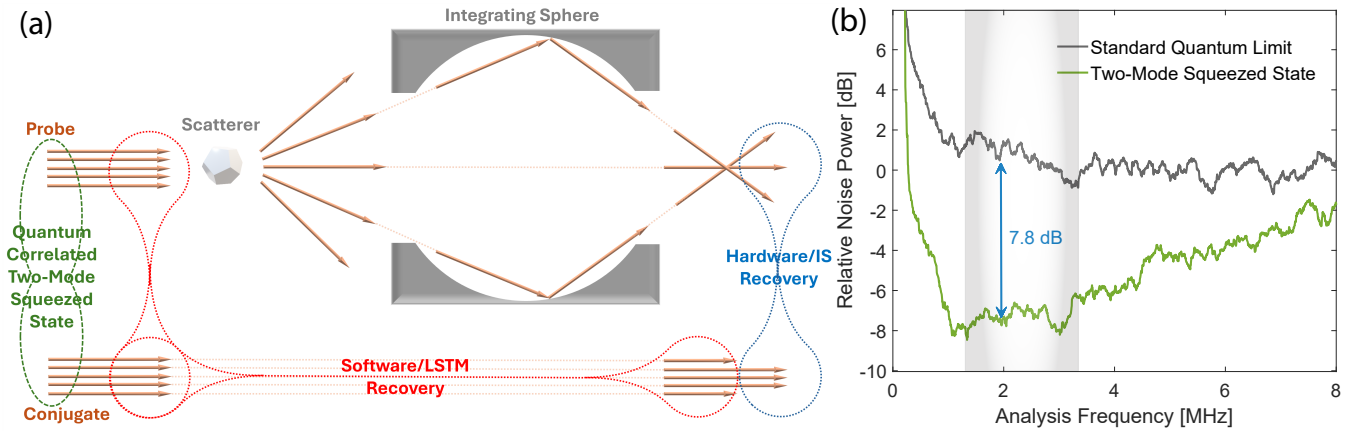 (a)
Integrating Sphere
Probe
Scatterer
Quantum
Correlated
Two-Mode
Squeezed
State
Hardware/IS
Recovery
Software/LSTM
Recovery
Conjugate
(b)
Relative Noise Power [dB]
6
4
2
0
-2
-4
-6
-8
-10
Standard Quantum Limit
Two-Mode Squeezed State
7.8 dB
0
2
4
6
8
Analysis Frequency [MHz]